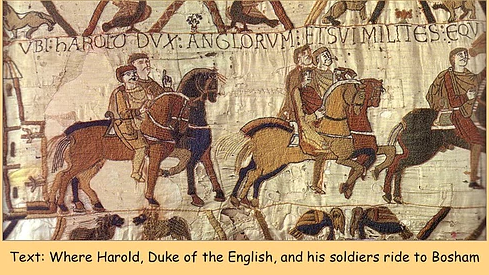 VBI: HAROLD DVX: ANGLORVM: ET SVI MILITES: EQVI
Text: Where Harold, Duke of the English, and his soldiers ride to Bosham